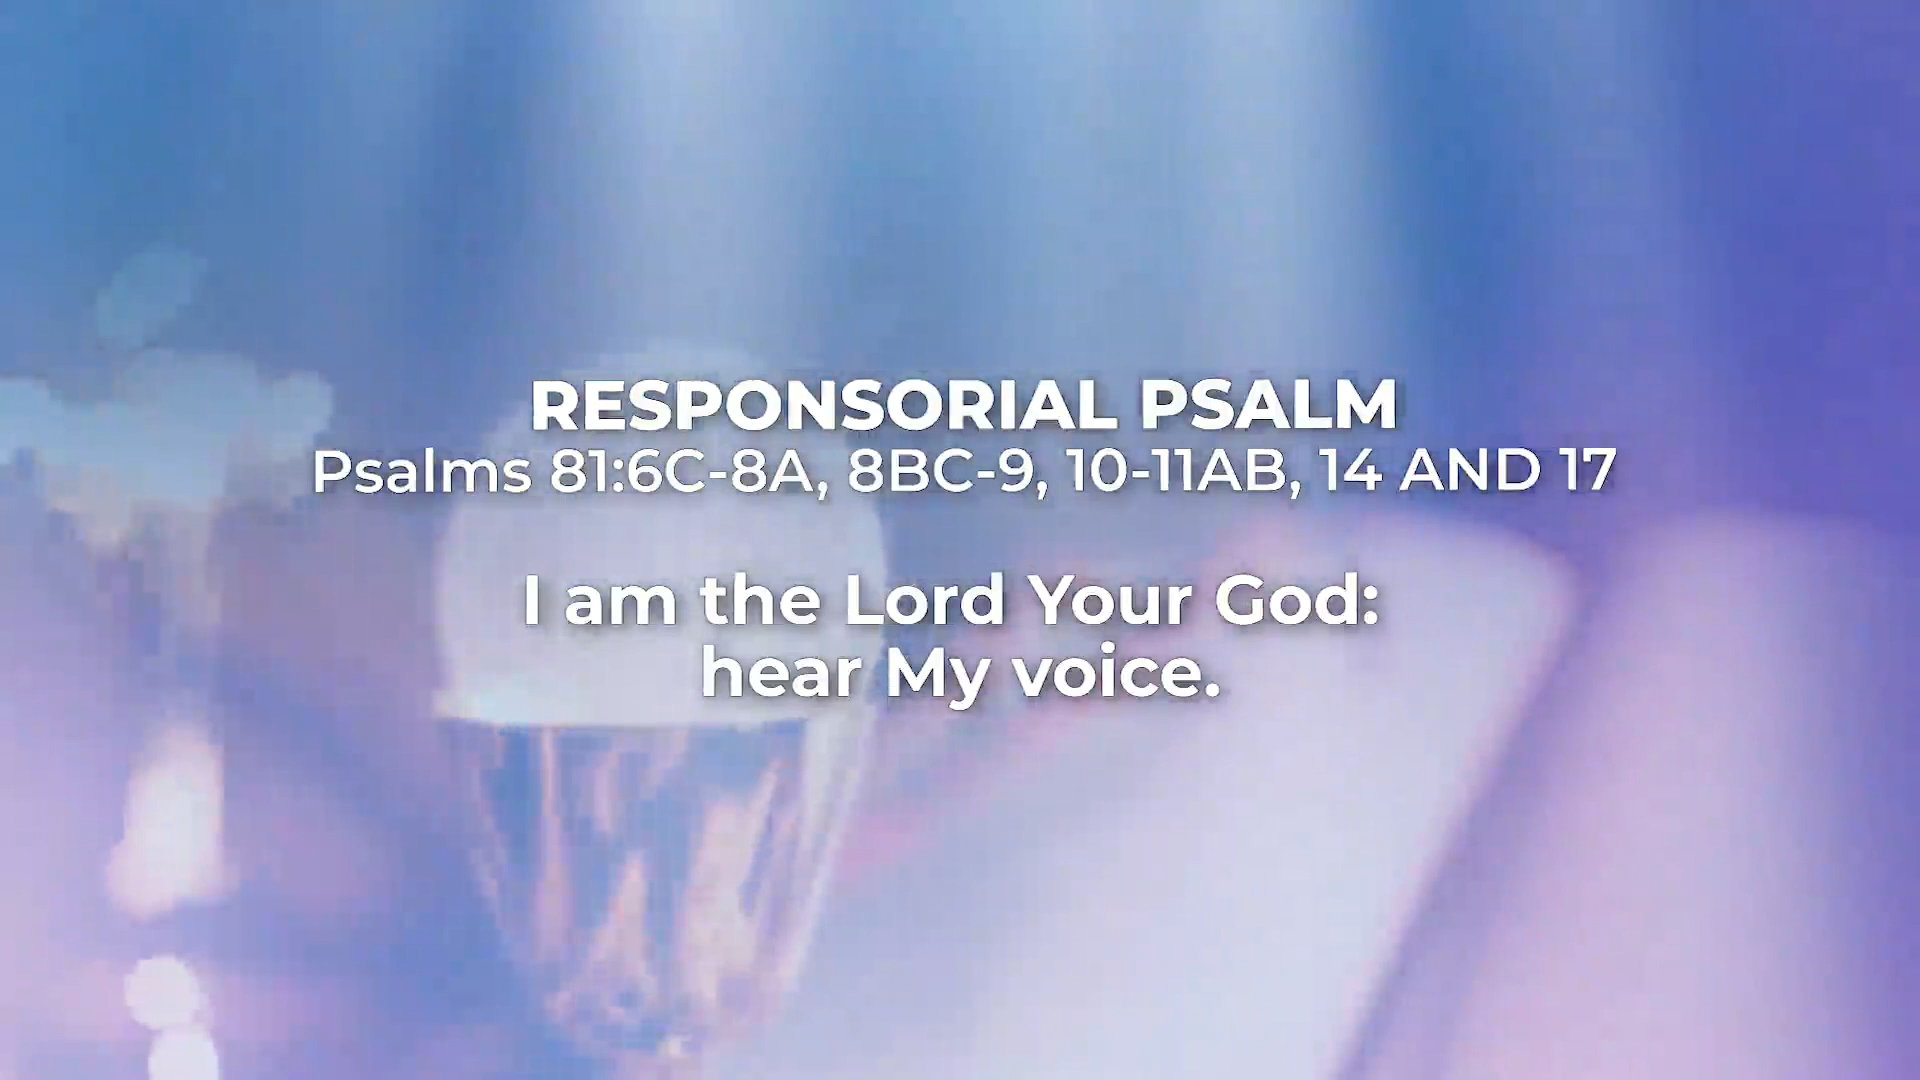 RESPONSORIAL PSALM
Psalms 81:6C-8A, 8BC-9, 10-11AB, 14 AND 17
I am the Lord Your God:
hear My voice.